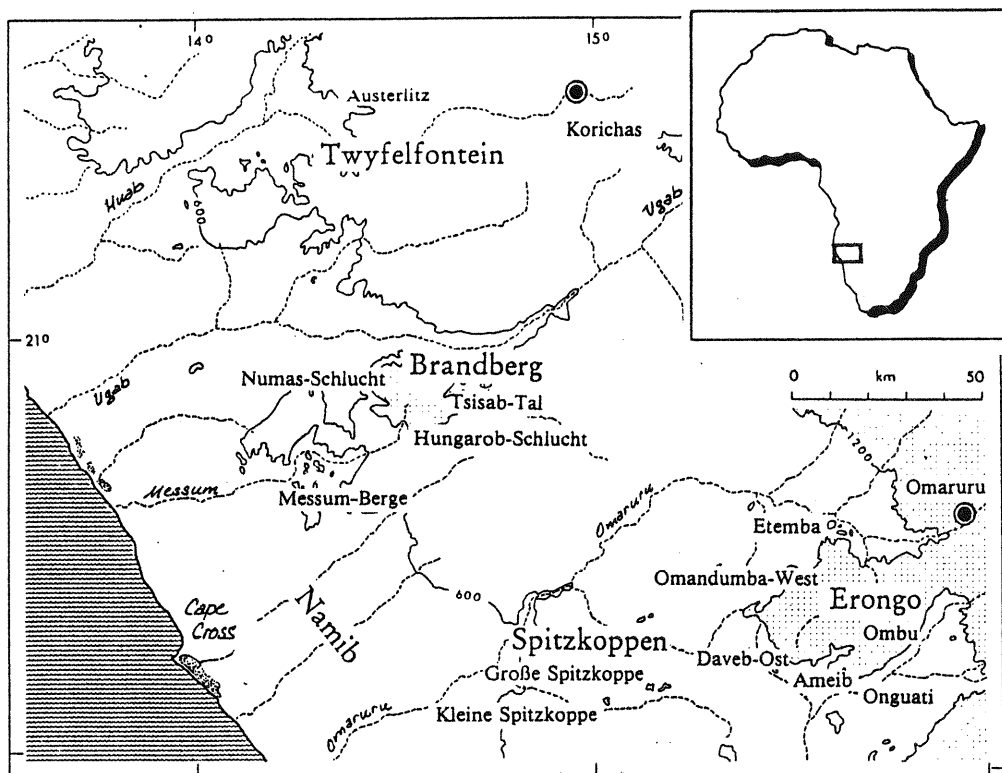 14°
15°
Austerlitz
Korichas
Twyfelfontein
Huab
600
Ugab
21°
Brandberg
Numas-Schlucht
Tsisab-Tal
Ugab
Hungarob-Schlucht
0 km 50
1200
Messum
Messum-Berge
Omaruru
Omaruru
Etemba
Omandumba-West
600
Erongo
Cape
Cross
Namib
Spitzkoppen
Ombu
Daveb-Ost
Große Spitzkoppe
Ameib
Onguati
Kleine Spitzkoppe
Omaruru